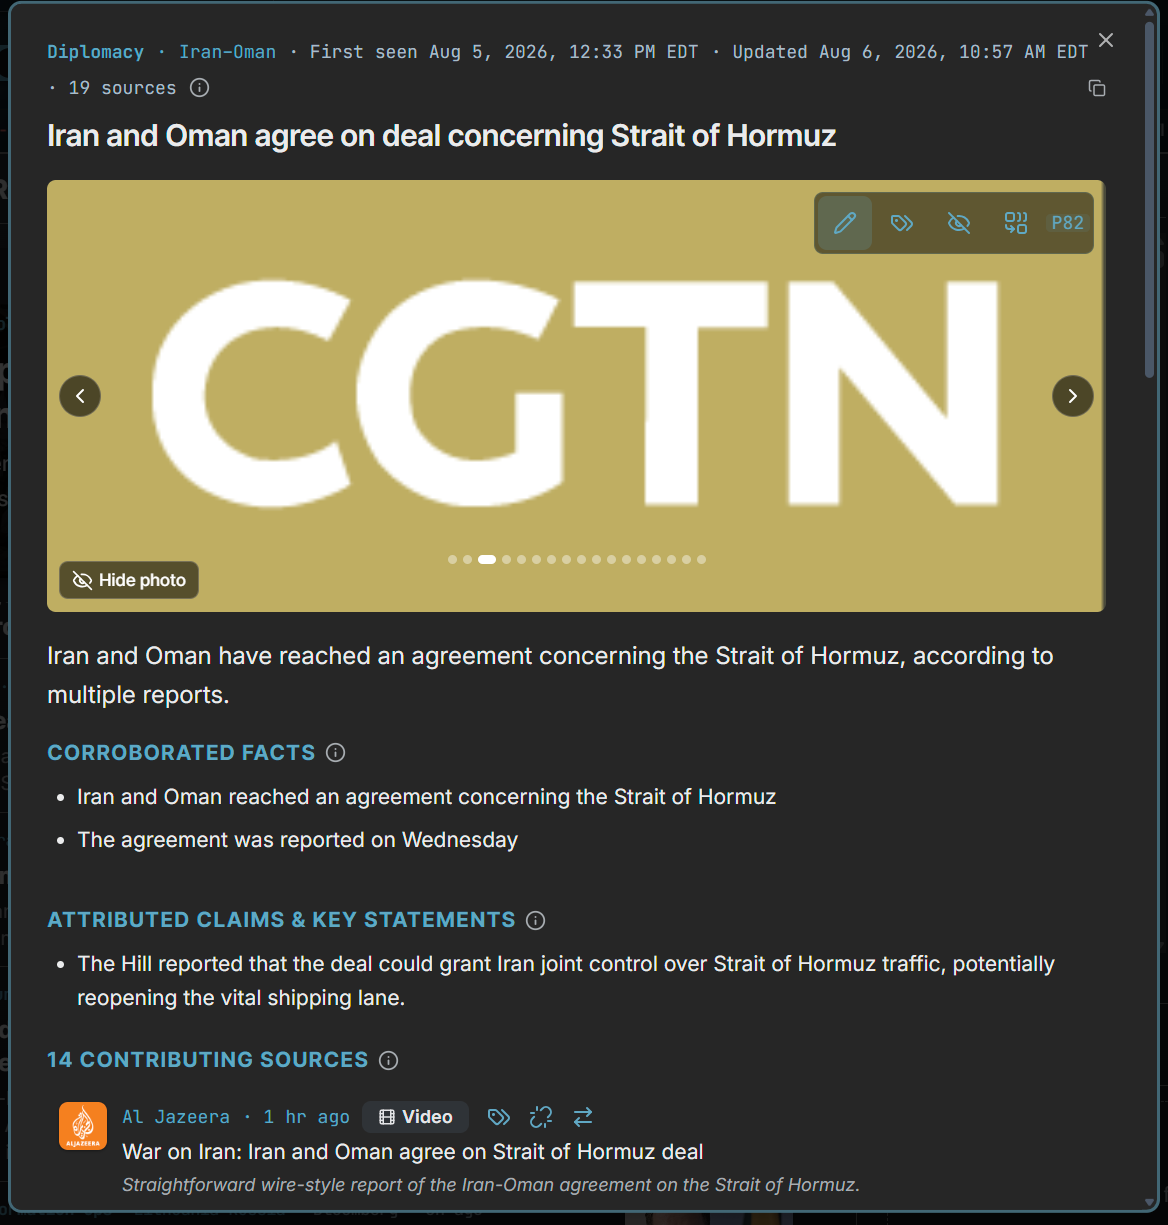 Diplomacy · Iran–Oman · First seen Aug 5, 2026, 12:33 PM EDT · Updated Aug 6, 2026, 10:57 AM EDT
· 19 sources
Iran and Oman agree on deal concerning Strait of Hormuz
P82
CGTN
Hide photo
Iran and Oman have reached an agreement concerning the Strait of Hormuz, according to
multiple reports.
CORROBORATED FACTS
• Iran and Oman reached an agreement concerning the Strait of Hormuz
• The agreement was reported on Wednesday
ATTRIBUTED CLAIMS & KEY STATEMENTS
• The Hill reported that the deal could grant Iran joint control over Strait of Hormuz traffic, potentially
reopening the vital shipping lane.
14 CONTRIBUTING SOURCES
ALJAZEERA
Al Jazeera · 1 hr ago Video
War on Iran: Iran and Oman agree on Strait of Hormuz deal
Straightforward wire-style report of the Iran-Oman agreement on the Strait of Hormuz.